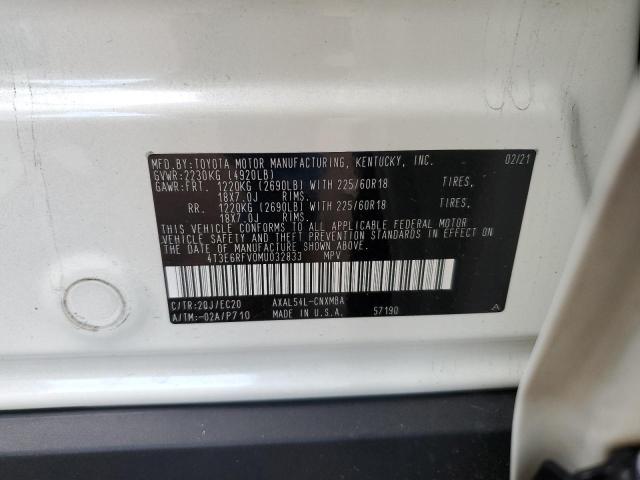 MFD.BY:TOYOTA MOTOR MANUFACTURING, KENTUCKY, INC. 02/21
GVWR:2230KG (4920LB)
GAWR:FRT. 1220KG (2690LB) WITH 225/60R18 TIRES,
18X7.0J RIMS.
RR. 1220KG (2690LB) WITH 225/60R18 TIRES,
18X7.0J RIMS.
THIS VEHICLE CONFORMS TO ALL APPLICABLE FEDERAL MOTOR
VEHICLE SAFETY AND THEFT PREVENTION STANDARDS IN EFFECT ON
THE DATE OF MANUFACTURE SHOWN ABOVE.
4T3E6RFV0MU032833 MPV
C/TR:20J/EC20 AXAL54L-CNXMBA A
A/TM:-02A/P710 MADE IN U.S.A. 57190